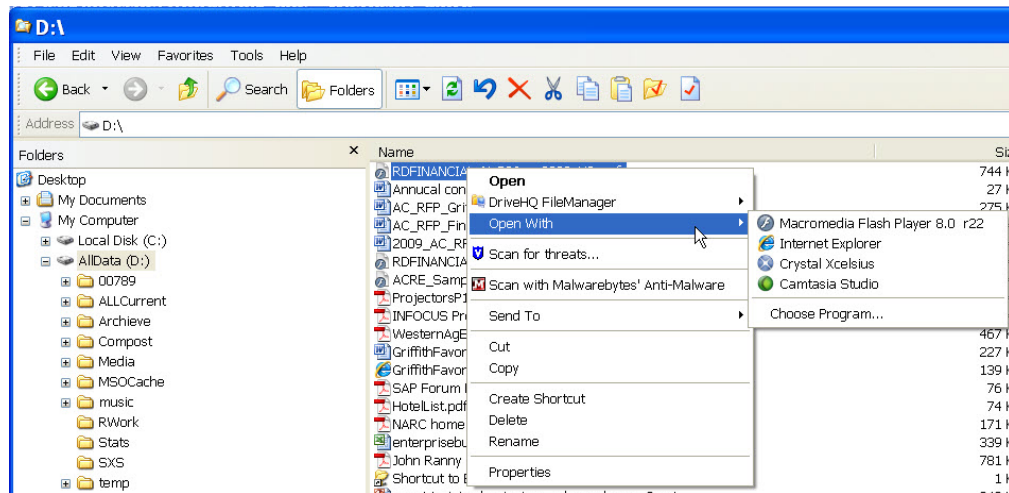 D:\
File Edit View Favorites Tools Help
Back Search Folders
Address D:\
Folders × Name
Desktop
My Documents
My Computer
Local Disk (C:)
AllData (D:)
00789
ALLCurrent
Archieve
Compost
Media
MSOCache
music
RWork
Stats
SXS
temp
RDFINANCIA
Annucal con
AC_RFP_Gri
AC_RFP_Fin
2009_AC_RF
RDFINANCIA
ACRE_Samp
ProjectorsP1
INFOCUS Pr
WesternAgE
GriffithFavor
GriffithFavor
SAP Forum
HotelList.pdf
NARC home
enterprisebu
John Ranny
Shortcut to E
Open
DriveHQ FileManager
Open With
Scan for threats...
Scan with Malwarebytes' Anti-Malware
Send To
Cut
Copy
Create Shortcut
Delete
Rename
Properties
Macromedia Flash Player 8.0 r22
Internet Explorer
Crystal Xcelsius
Camtasia Studio
Choose Program...
Siz
744 K
27 K
275 K
467 K
227 K
139 K
76 K
74 K
171 K
339 K
781 K
1 K